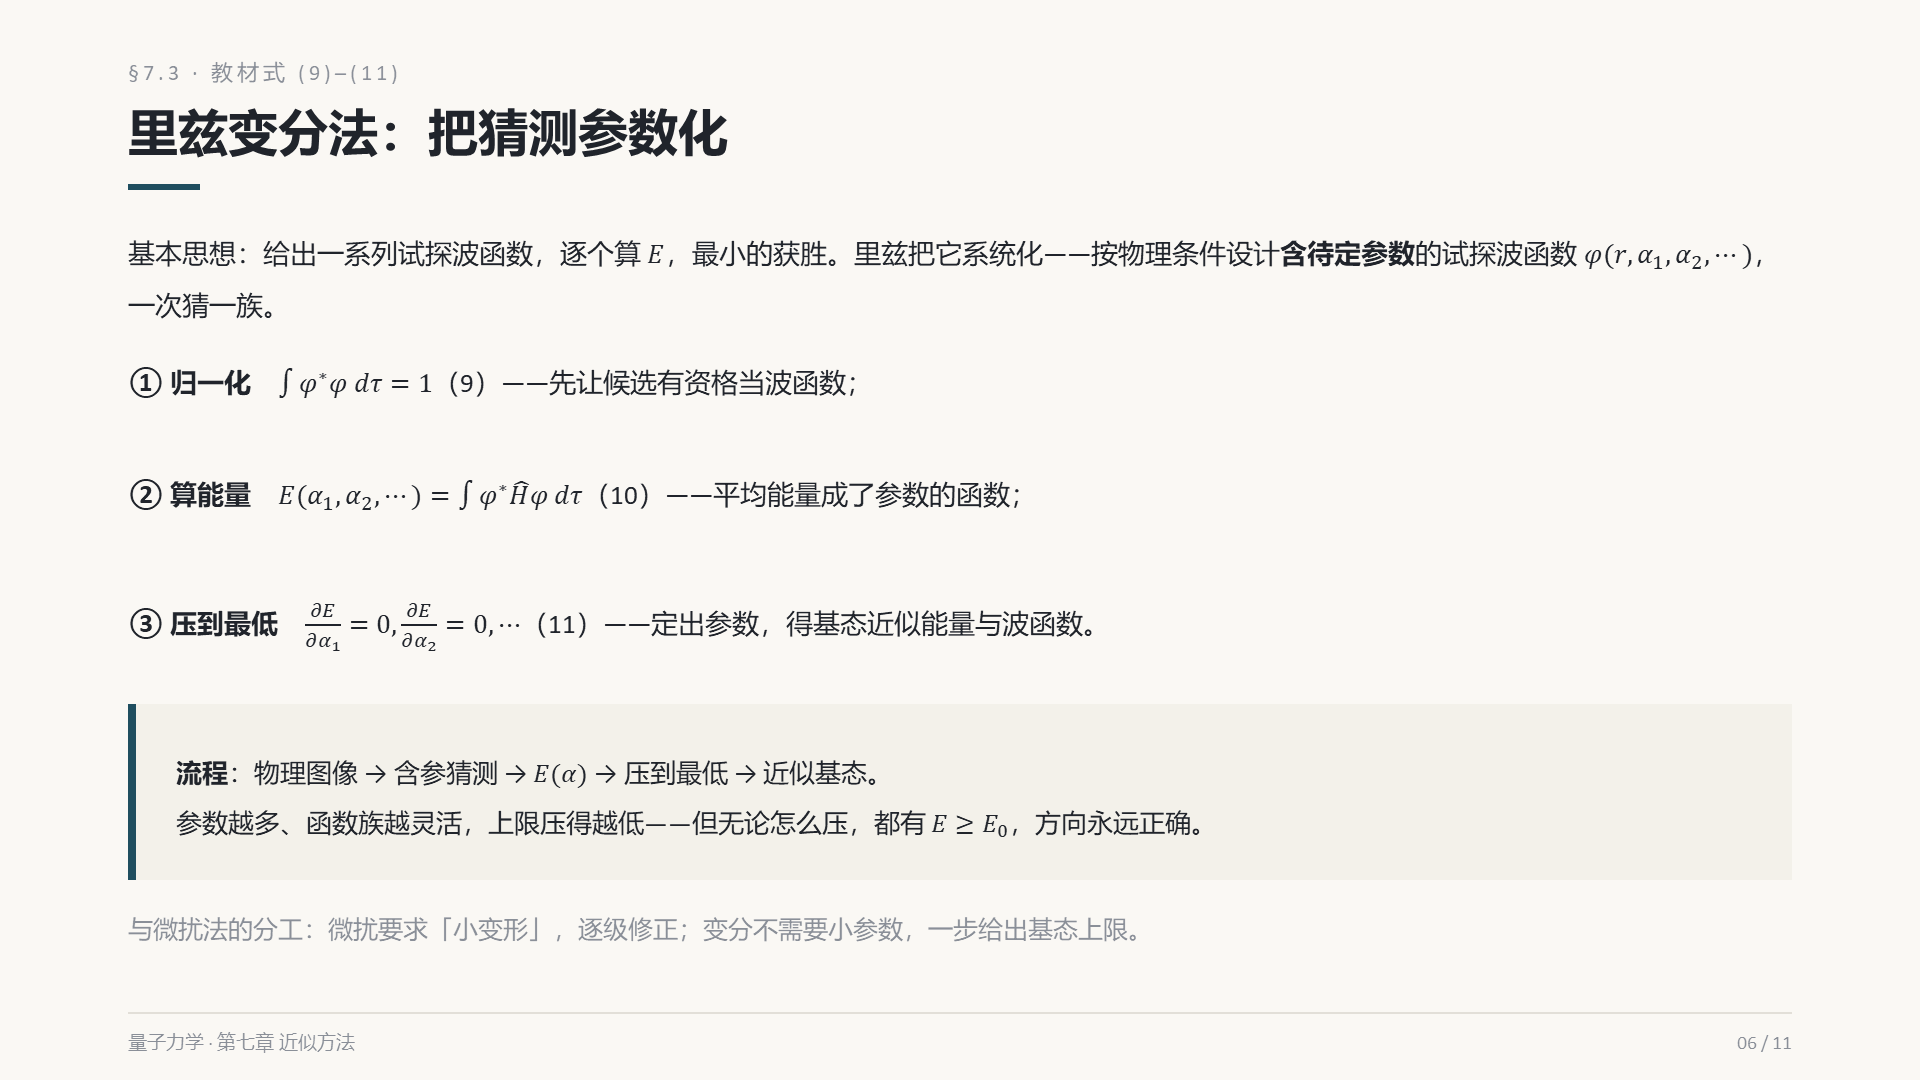 §7.3 · 教材式 (9)–(11)
里兹变分法：把猜测参数化
基本思想：给出一系列试探波函数，逐个算 E，最小的获胜。里兹把它系统化——按物理条件设计含待定参数的试探波函数 φ(r, α₁, α₂, ⋯)，
一次猜一族。
① 归一化 ∫ φ*φ dτ = 1（9）——先让候选有资格当波函数；
② 算能量 E(α₁, α₂, ⋯) = ∫ φ*Ĥφ dτ（10）——平均能量成了参数的函数；
③ 压到最低 ∂E/∂α₁ = 0, ∂E/∂α₂ = 0, ⋯（11）——定出参数，得基态近似能量与波函数。
流程：物理图像 → 含参猜测 → E(α) → 压到最低 → 近似基态。
参数越多、函数族越灵活，上限压得越低——但无论怎么压，都有 E ≥ E₀，方向永远正确。
与微扰法的分工：微扰要求「小变形」，逐级修正；变分不需要小参数，一步给出基态上限。
量子力学 · 第七章 近似方法
06 / 11